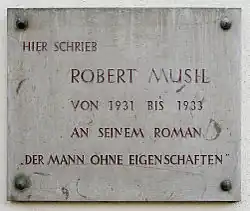 HIER SCHRIEB
ROBERT MUSIL
VON 1931 BIS 1933
AN SEINEM ROMAN
„DER MANN OHNE EIGENSCHAFTEN“